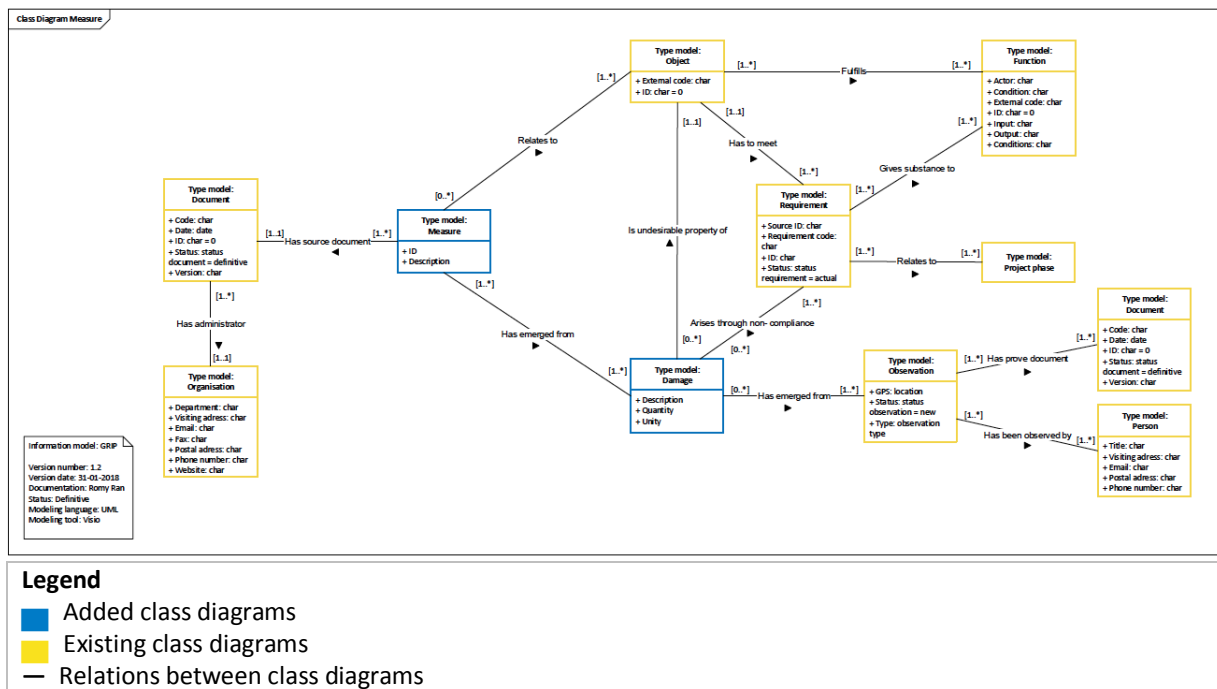 Class Diagram Measure
Type model:
Object
+ External code: char
+ ID: char = 0
[1..*]
[1..*]
Fulfills
[1..*]
Type model:
Function
+ Actor: char
+ Condition: char
+ External code: char
+ ID: char = 0
+ Input: char
+ Output: char
+ Conditions: char
[1..1]
[1..1]
[1..*]
Relates to
Has to meet
Gives substance to
[0..*]
[1..*]
[1..*]
Type model:
Document
+ Code: char
+ Date: date
+ ID: char = 0
+ Status: status
document = definitive
+ Version: char
[1..1]
Has source document
[1..*]
Type model:
Measure
+ ID
+ Description
Is undesirable property of
Type model:
Requirement
+ Source ID: char
+ Requirement code:
char
+ ID: char
+ Status: status
requirement = actual
[1..*]
Relates to
[1..*]
Type model:
Project phase
[1..*]
[1..*]
[1..*]
Has administrator
Has emerged from
Arises through non- compliance
[1..1]
[0..*]
[0..*]
Type model:
Organisation
+ Department: char
+ Visiting adress: char
+ Email: char
+ Fax: char
+ Postal adress: char
+ Phone number: char
+ Website: char
[1..*]
Type model:
Damage
+ Description
+ Quantity
+ Unity
[0..*]
Has emerged from
[1..*]
Type model:
Observation
+ GPS: location
+ Status: status
observation = new
+ Type: observation
type
[1..*]
Has prove document
[1..*]
Type model:
Document
+ Code: char
+ Date: date
+ ID: char = 0
+ Status: status
document = definitive
+ Version: char
[1..*]
Has been observed by
[1..*]
Type model:
Person
+ Title: char
+ Visiting adress: char
+ Email: char
+ Postal adress: char
+ Phone number: char
Information model: GRIP
Version number: 1.2
Version date: 31-01-2018
Documentation: Romy Ran
Status: Definitive
Modeling language: UML
Modeling tool: Visio
Legend
Added class diagrams
Existing class diagrams
Relations between class diagrams